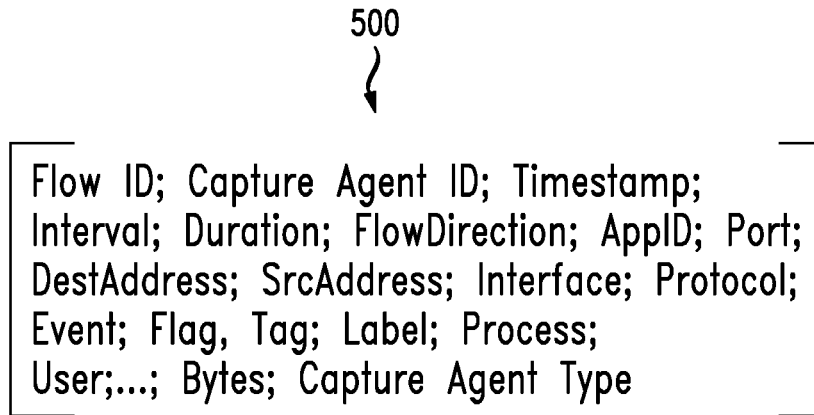 500
Flow ID; Capture Agent ID; Timestamp;
Interval; Duration; FlowDirection; AppID; Port;
DestAddress; SrcAddress; Interface; Protocol;
Event; Flag, Tag; Label; Process;
User;...; Bytes; Capture Agent Type